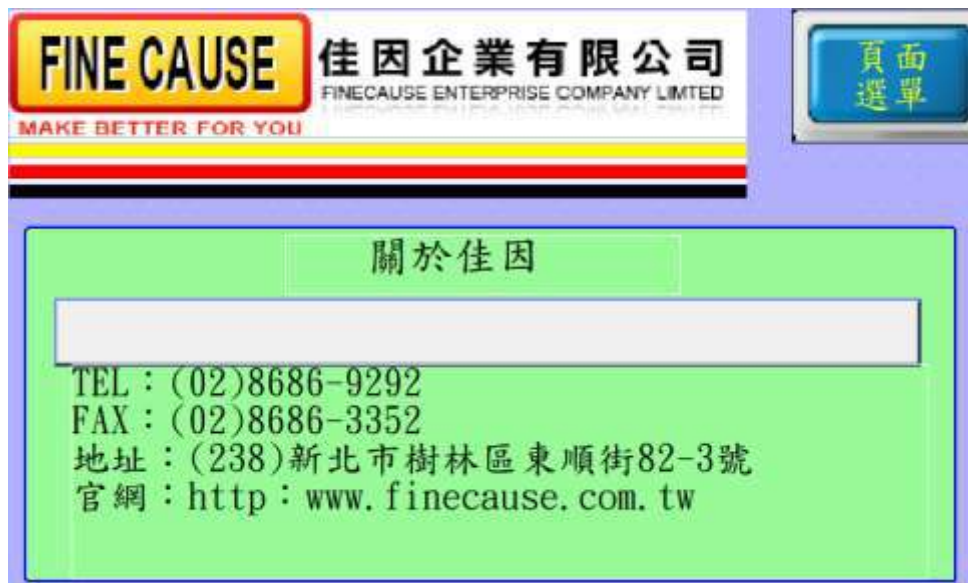 FINE CAUSE
佳因企業有限公司
FINECAUSE ENTERPRISE COMPANY LIMTED
MAKE BETTER FOR YOU
頁面
選單
關於佳因
TEL：(02)8686-9292
FAX：(02)8686-3352
地址：(238)新北市樹林區東順街82-3號
官網：http：www.finecause.com.tw